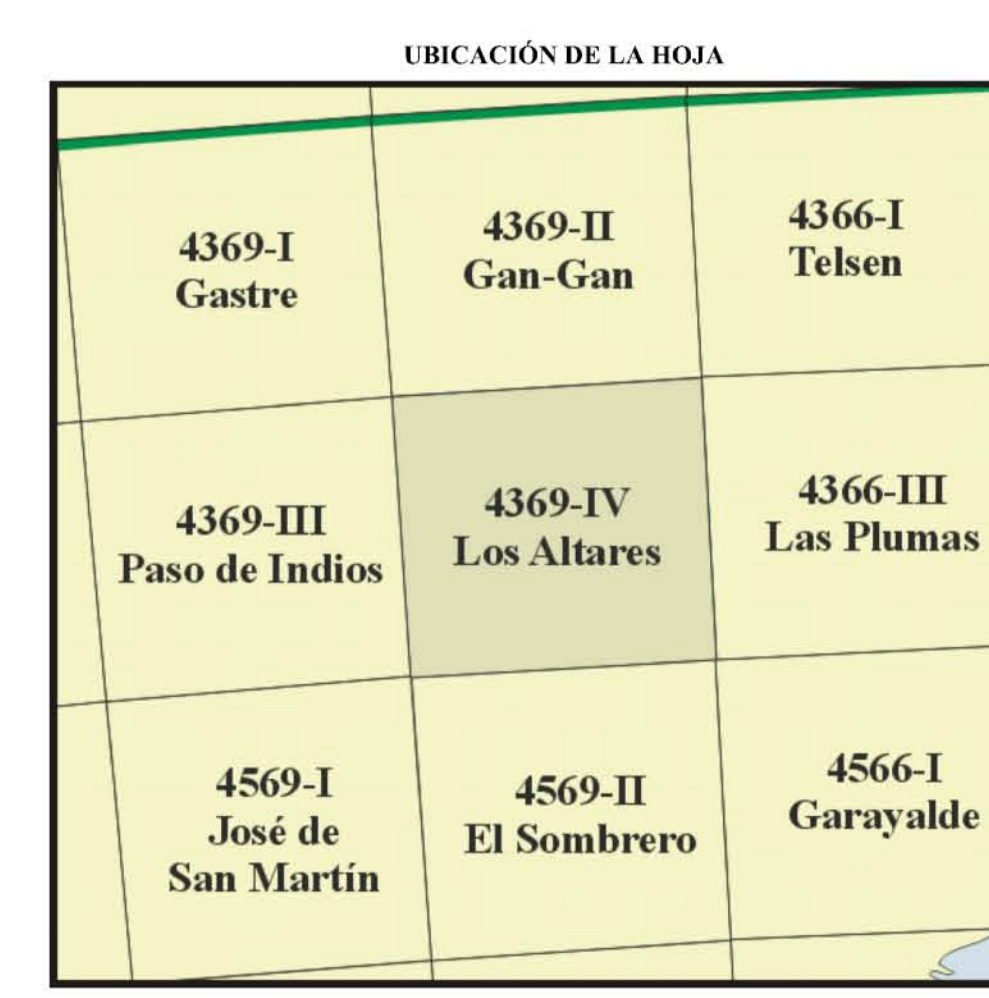 UBICACIÓN DE LA HOJA
4369-I
Gastre
4369-II
Gan-Gan
4366-I
Telsen
4369-III
Paso de Indios
4369-IV
Los Altares
4366-III
Las Plumas
4569-I
José de
San Martín
4569-II
El Sombrero
4566-I
Garayalde